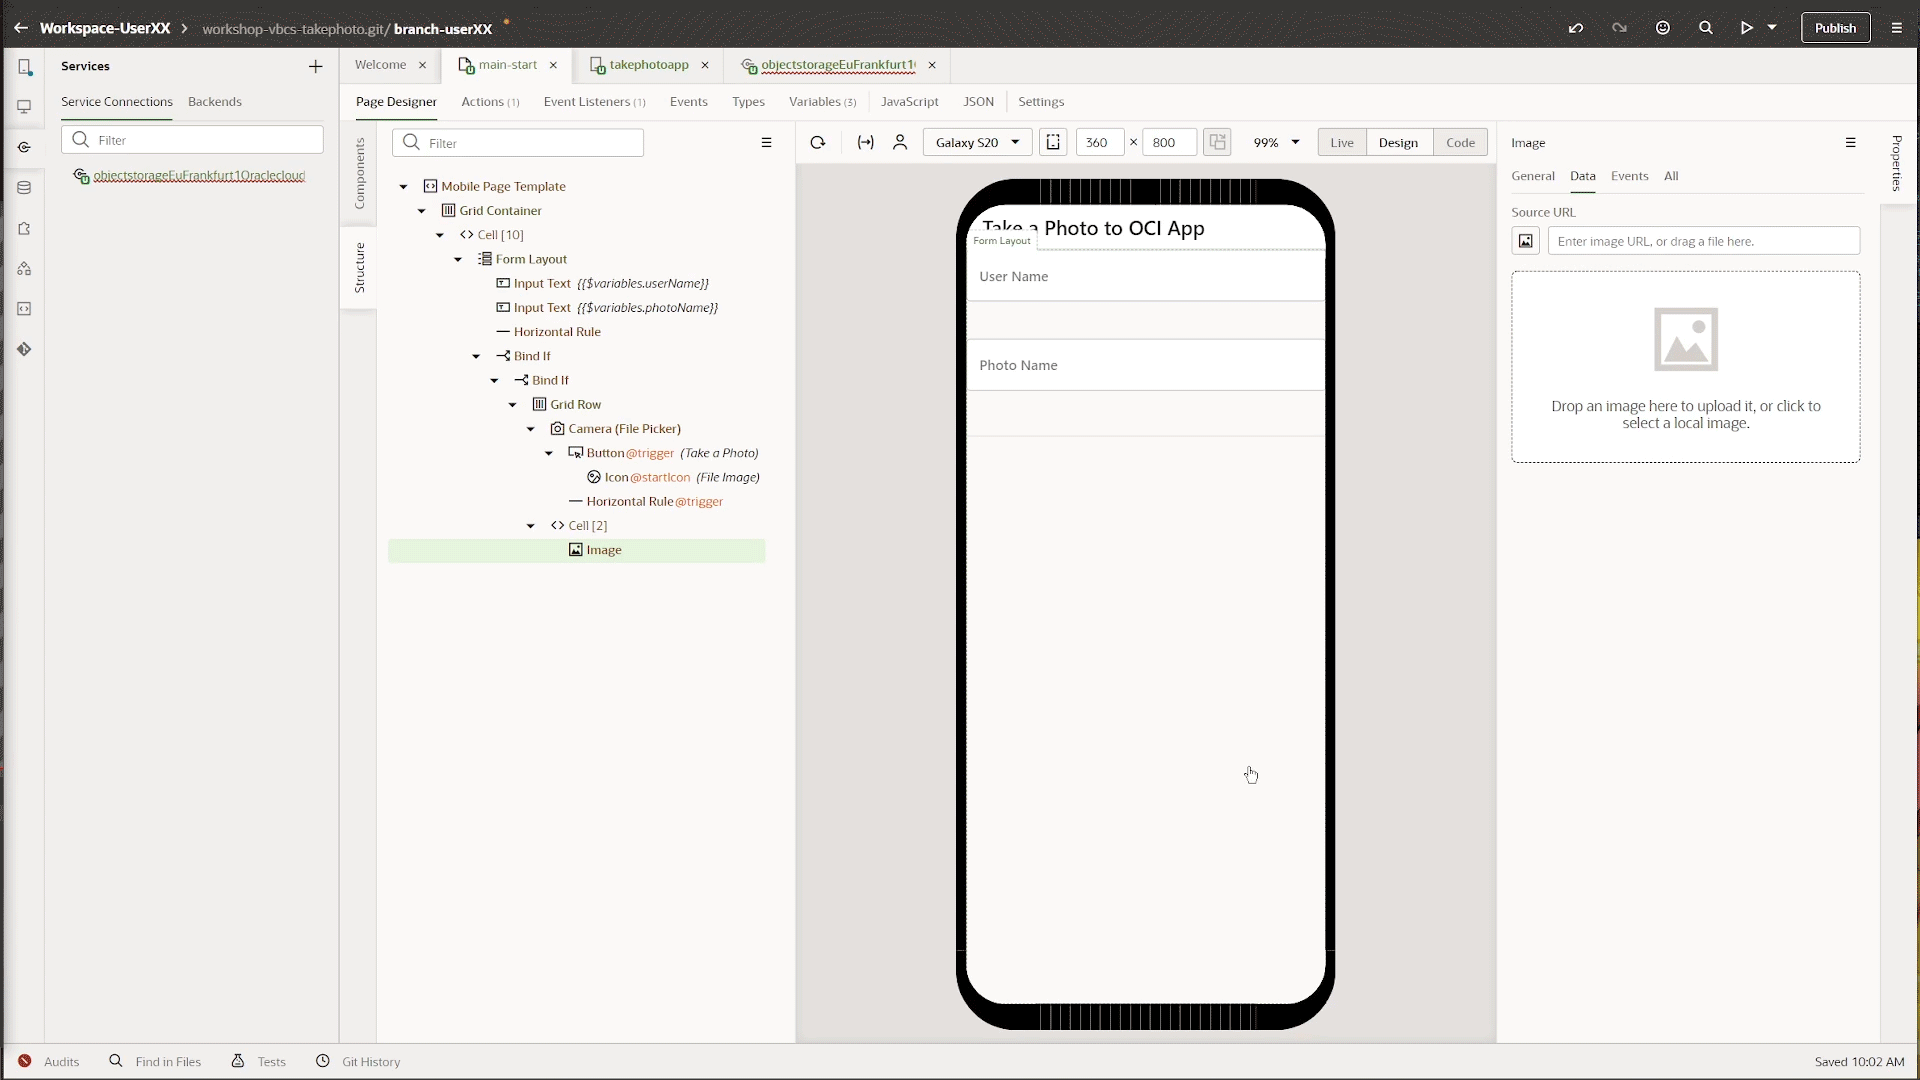 Workspace-UserXX
workshop-vbcs-takephoto.git/ branch-userXX
Publish
Services
Service Connections
Backends
Filter
objectstorageEuFrankfurt1Oraclecloud
Welcome
main-start
takephotoapp
objectstorageEuFrankfurt1
Page Designer
Actions (1)
Event Listeners (1)
Events
Types
Variables (3)
JavaScript
JSON
Settings
Components
Structure
Filter
Mobile Page Template
Grid Container
Cell [10]
Form Layout
Input Text {{$variables.userName}}
Input Text {{$variables.photoName}}
Horizontal Rule
Bind If
Bind If
Grid Row
Camera (File Picker)
Button@trigger (Take a Photo)
Icon@startIcon (File Image)
Horizontal Rule@trigger
Cell [2]
Image
Galaxy S20
360
×
800
99%
Live
Design
Code
Take a Photo to OCI App
Form Layout
User Name
Photo Name
Image
General
Data
Events
All
Source URL
Enter image URL, or drag a file here.
Drop an image here to upload it, or click to
select a local image.
Properties
Audits
Find in Files
Tests
Git History
Saved 10:02 AM